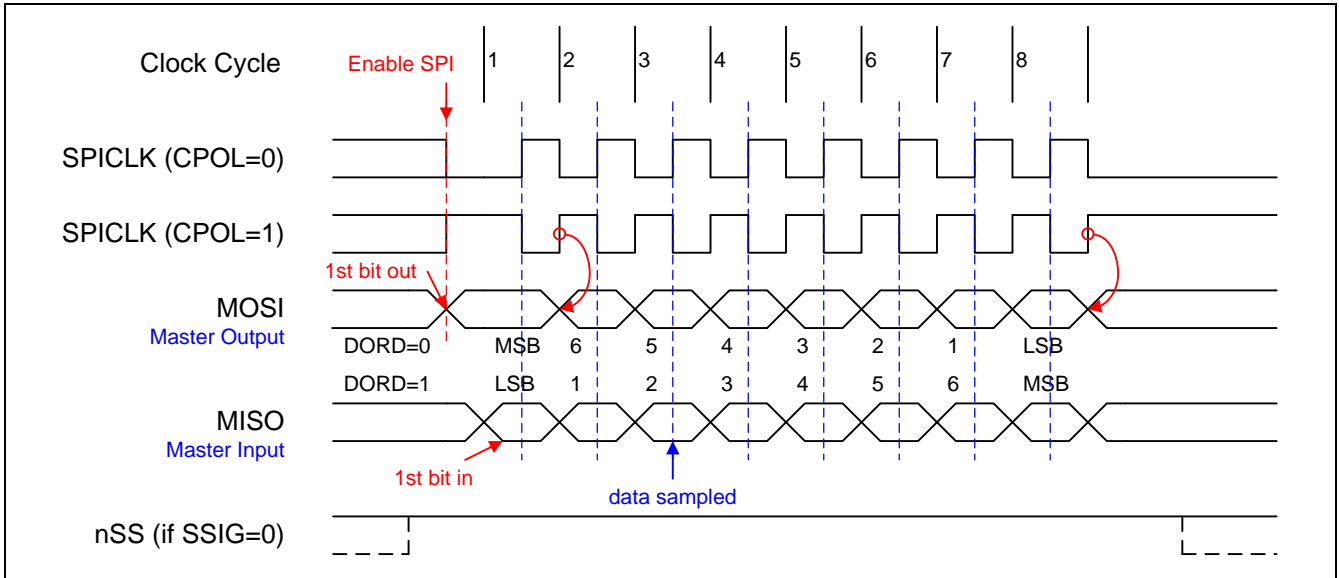 Clock Cycle Enable SPI 1 2 3 4 5 6 7 8
SPICLK (CPOL=0)
SPICLK (CPOL=1)
1st bit out
MOSI
Master Output
DORD=0 MSB 6 5 4 3 2 1 LSB
DORD=1 LSB 1 2 3 4 5 6 MSB
MISO
Master Input
1st bit in
data sampled
nSS (if SSIG=0)